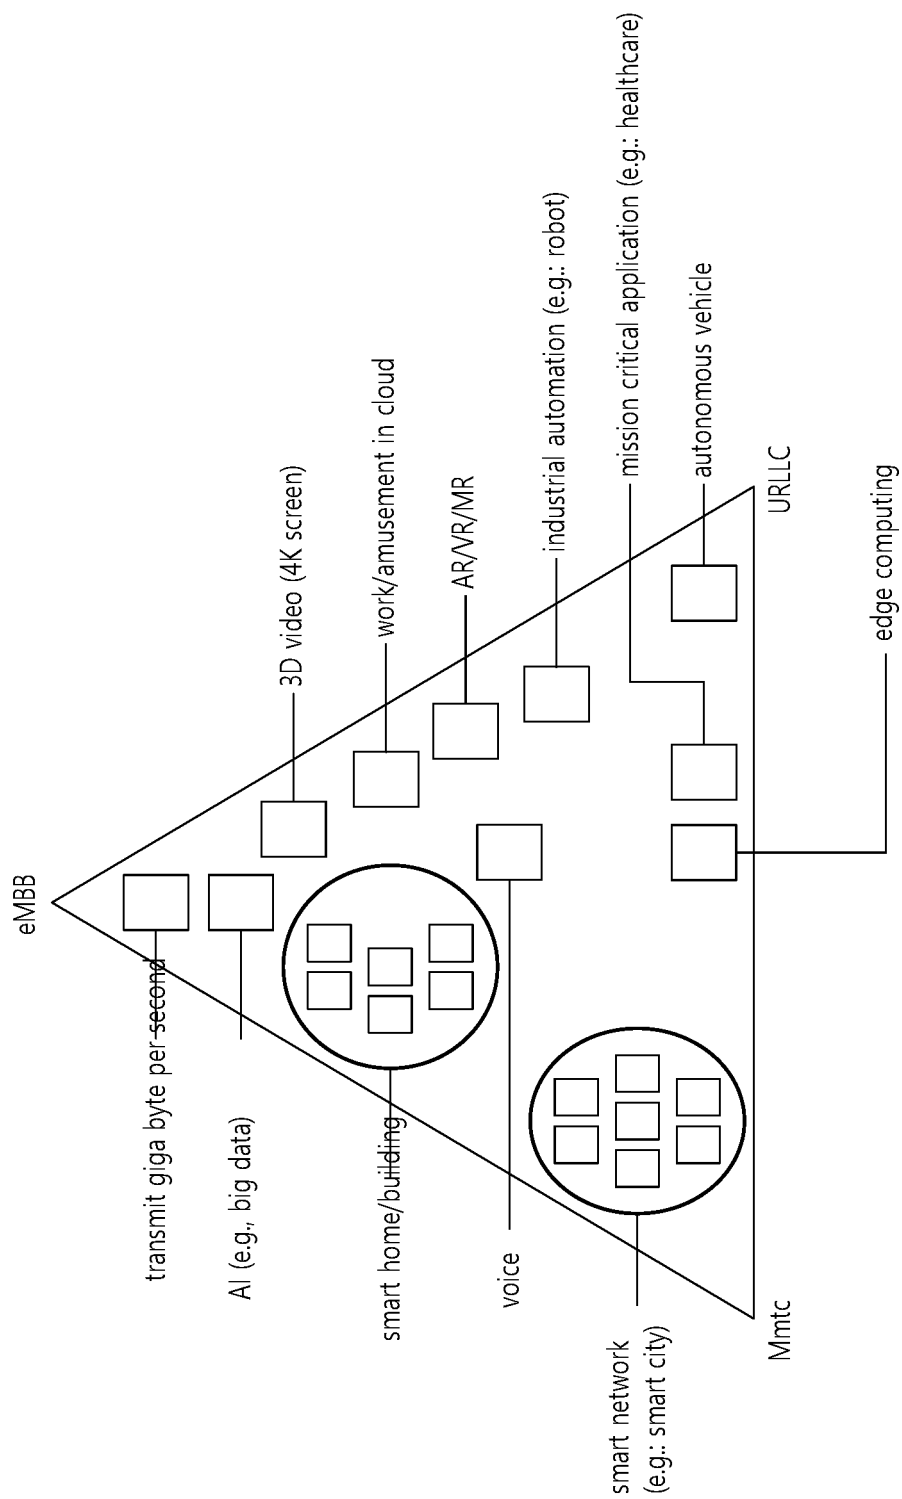 eMBB
transmit giga byte per second
AI (e.g., big data)
smart home/building
voice
smart network
(e.g.: smart city)
3D video (4K screen)
work/amusement in cloud
AR/VR/MR
industrial automation (e.g.: robot)
mission critical application (e.g.: healthcare)
autonomous vehicle
Mmtc
URLLC
edge computing